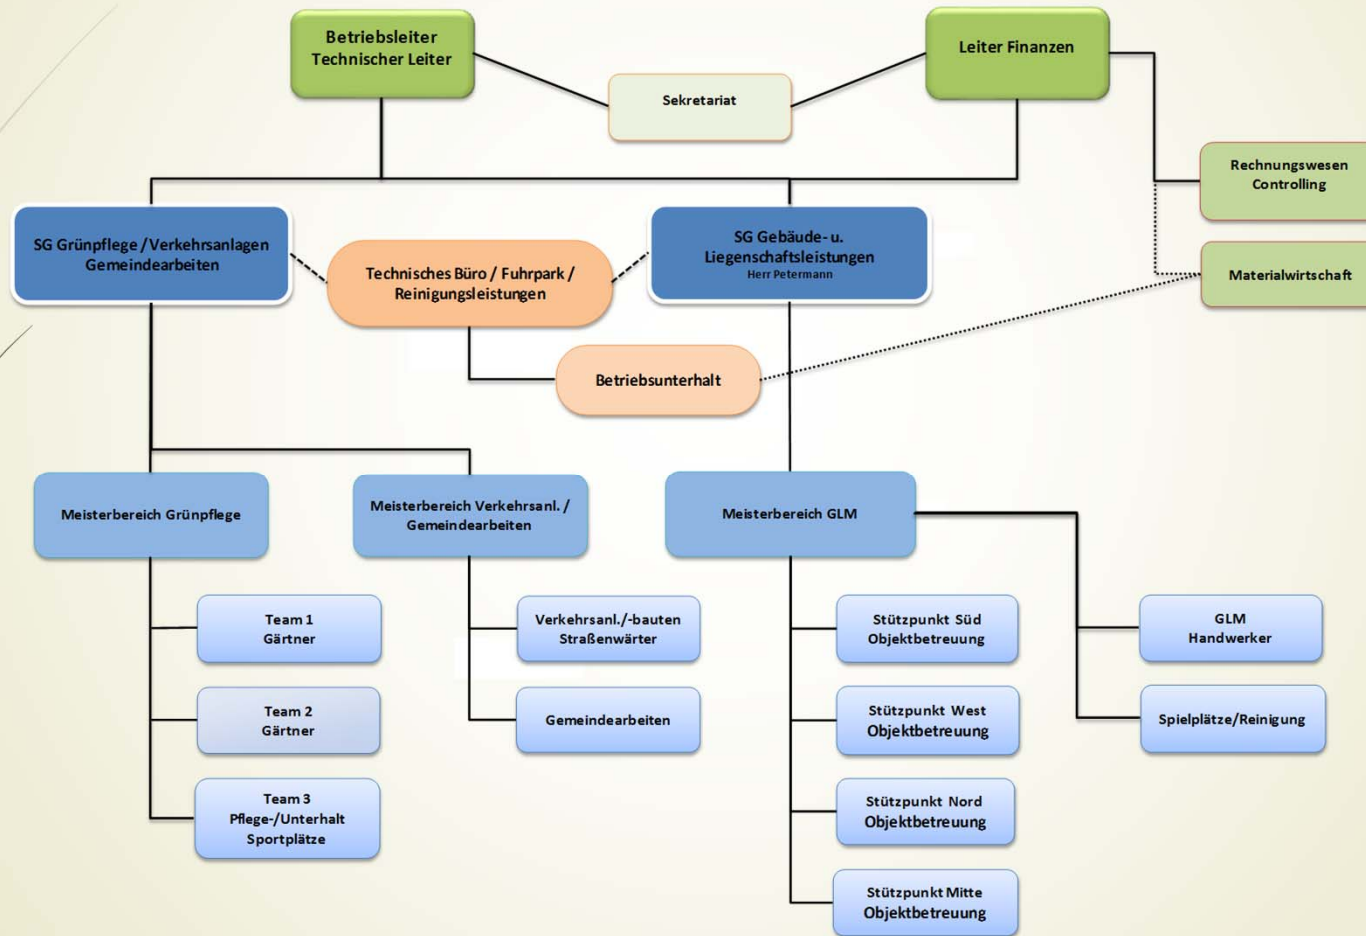 Betriebsleiter
Technischer Leiter
Leiter Finanzen
Sekretariat
Rechnungswesen
Controlling
SG Grünpflege / Verkehrsanlagen
Gemeindearbeiten
SG Gebäude- u.
Liegenschaftsleistungen
Herr Petermann
Technisches Büro / Fuhrpark /
Reinigungsleistungen
Materialwirtschaft
Betriebsunterhalt
Meisterbereich Grünpflege
Meisterbereich Verkehrsanl. /
Gemeindearbeiten
Meisterbereich GLM
Team 1
Gärtner
Verkehrsanl./-bauten
Straßenwärter
Stützpunkt Süd
Objektbetreuung
GLM
Handwerker
Team 2
Gärtner
Gemeindearbeiten
Stützpunkt West
Objektbetreuung
Spielplätze/Reinigung
Team 3
Pflege-/Unterhalt
Sportplätze
Stützpunkt Nord
Objektbetreuung
Stützpunkt Mitte
Objektbetreuung